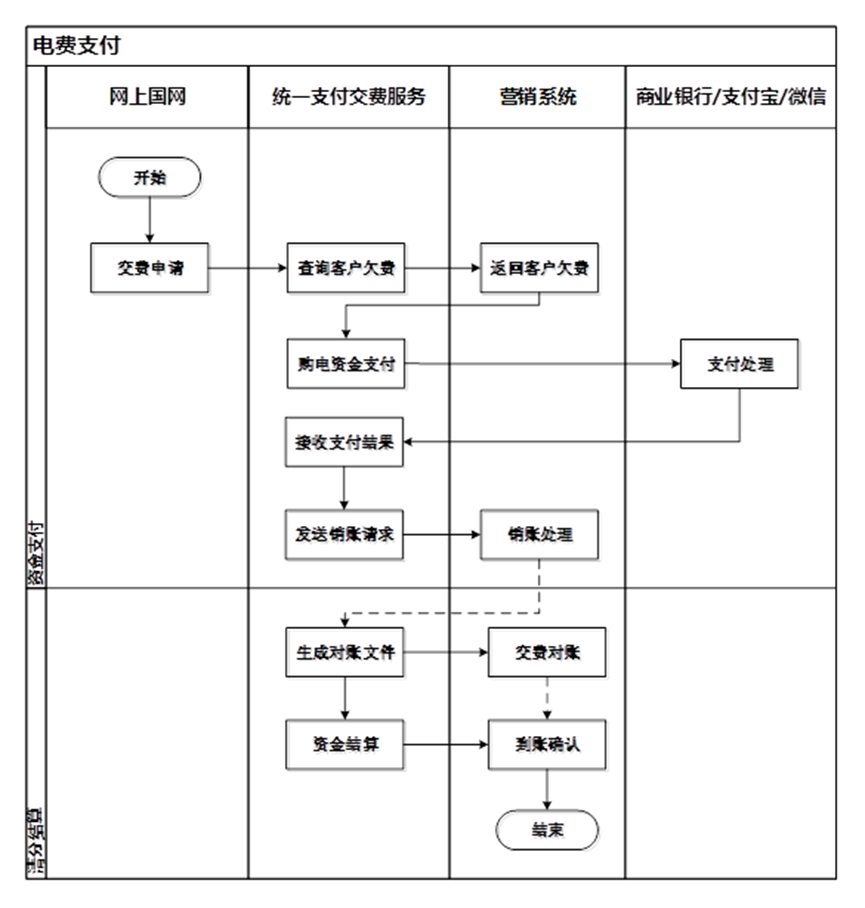 电费支付
网上国网
统一支付交费服务
营销系统
商业银行/支付宝/微信
开始
交费申请
查询客户欠费
返回客户欠费
购电资金支付
支付处理
接收支付结果
发送销账请求
销账处理
资金支付
生成对账文件
交费对账
资金结算
到账确认
结束
清分结算